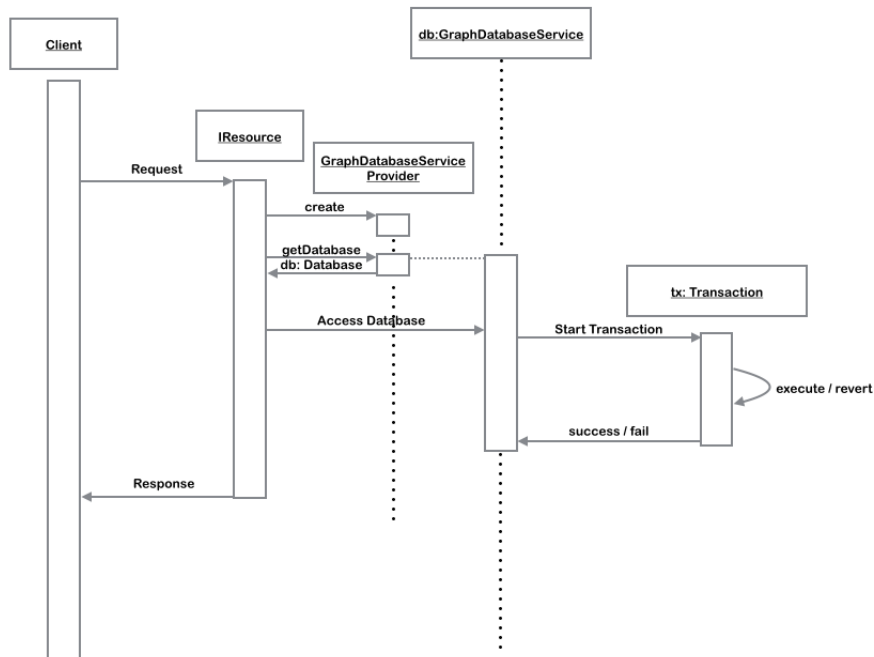 Client
db:GraphDatabaseService
IResource
GraphDatabaseService
Provider
Request
create
getDatabase
db: Database
tx: Transaction
Access Database
Start Transaction
execute / revert
success / fail
Response